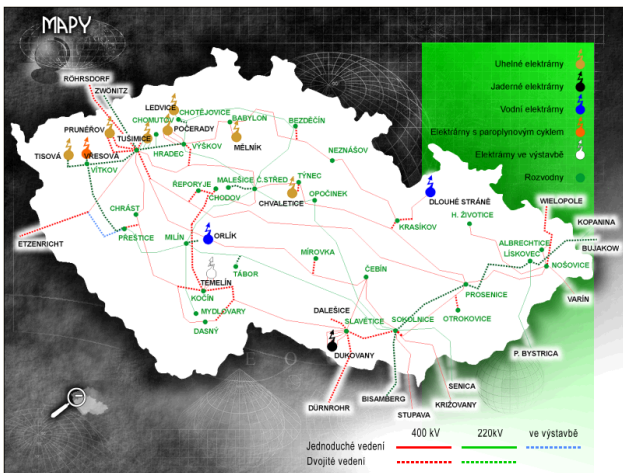 MAPY
RÖHRSDORF
ZWÖNITZ
Uhelné elektrárny
Jaderné elektrárny
Vodní elektrárny
Elektrárny s paroplynovým cyklem
Elektrárny ve výstavbě
Rozvodny
LEDVICE
CHOTĚJOVICE
CHOMUTOV
POČERADY
BABYLON
BEZDĚČÍN
PRUNÉŘOV
TUŠIMICE
VÝŠKOV
MĚLNÍK
TISOVÁ
VŘESOVÁ
HRADEC
NEZNÁŠOV
VÍTKOV
ŘEPORYJE
MALEŠICE
Č.STŘED
TÝNEC
CHODOV
CHVALETICE
OPOČINEK
DLOUHÉ STRÁNĚ
WIELOPOLE
CHRÁST
KRASÍKOV
H. ŽIVOTICE
KOPANINA
PŘEŠTICE
MILÍN
ORLÍK
ALBRECHTICE
BUJAKOW
ETZENRICHT
MÍROVKA
LÍSKOVEC
TEMELÍN
TÁBOR
ČEBÍN
NOŠOVICE
KOČÍN
PROSENICE
VARÍN
MYDLOVARY
DALEŠICE
OTROKOVICE
DASNÝ
SLAVĚTICE
SOKOLNICE
DUKOVANY
P. BYSTRICA
SENICA
DÜRNROHR
BISAMBERG
KRIŽOVANY
STUPAVA
400 kV
220kV
ve výstavbě
Jednoduché vedení
Dvojité vedení